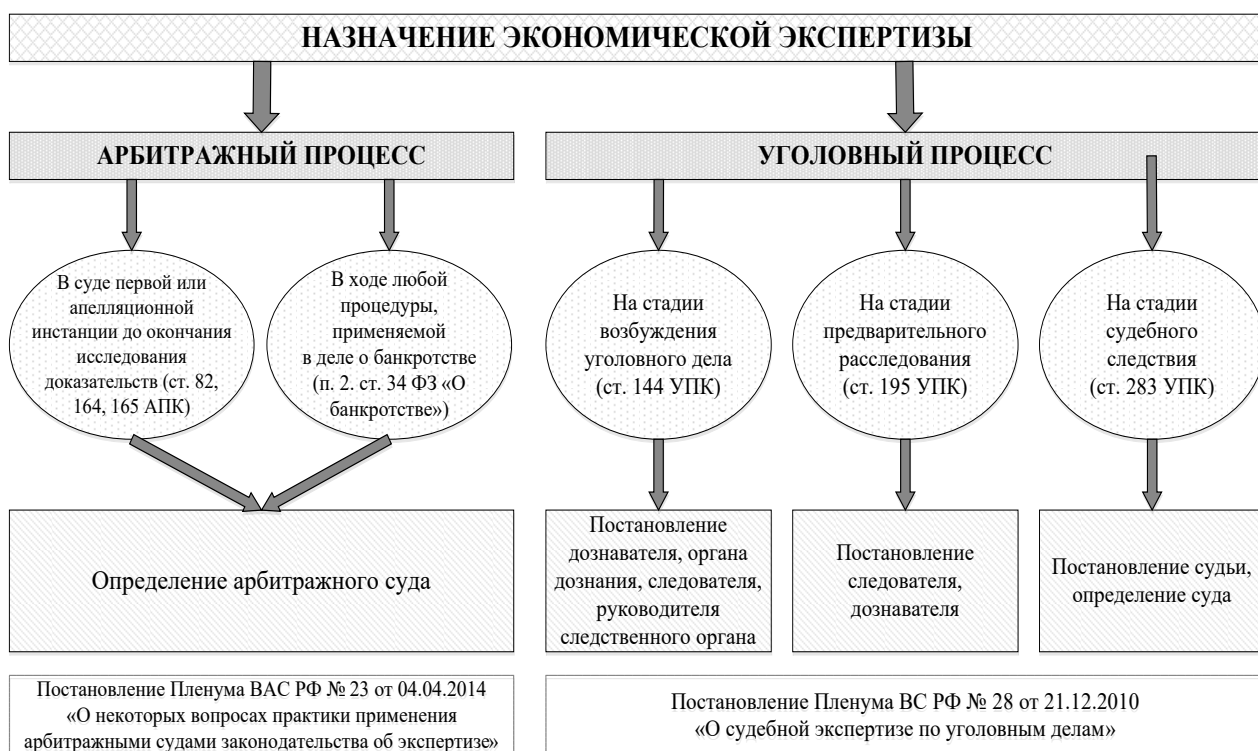 НАЗНАЧЕНИЕ ЭКОНОМИЧЕСКОЙ ЭКСПЕРТИЗЫ
АРБИТРАЖНЫЙ ПРОЦЕСС
УГОЛОВНЫЙ ПРОЦЕСС
В суде первой или
апелляционной
инстанции до окончания
исследования
доказательств (ст. 82,
164, 165 АПК)
В ходе любой
процедуры,
применяемой
в деле о банкротстве
(п. 2. ст. 34 ФЗ «О
банкротстве»)
На стадии
возбуждения
уголовного дела
(ст. 144 УПК)
На стадии
предварительного
расследования
(ст. 195 УПК)
На стадии
судебного
следствия
(ст. 283 УПК)
Определение арбитражного суда
Постановление
дознавателя, органа
дознания, следователя,
руководителя
следственного органа
Постановление
следователя,
дознавателя
Постановление судьи,
определение суда
Постановление Пленума ВАС РФ № 23 от 04.04.2014
«О некоторых вопросах практики применения
арбитражными судами законодательства об экспертизе»
Постановление Пленума ВС РФ № 28 от 21.12.2010
«О судебной экспертизе по уголовным делам»